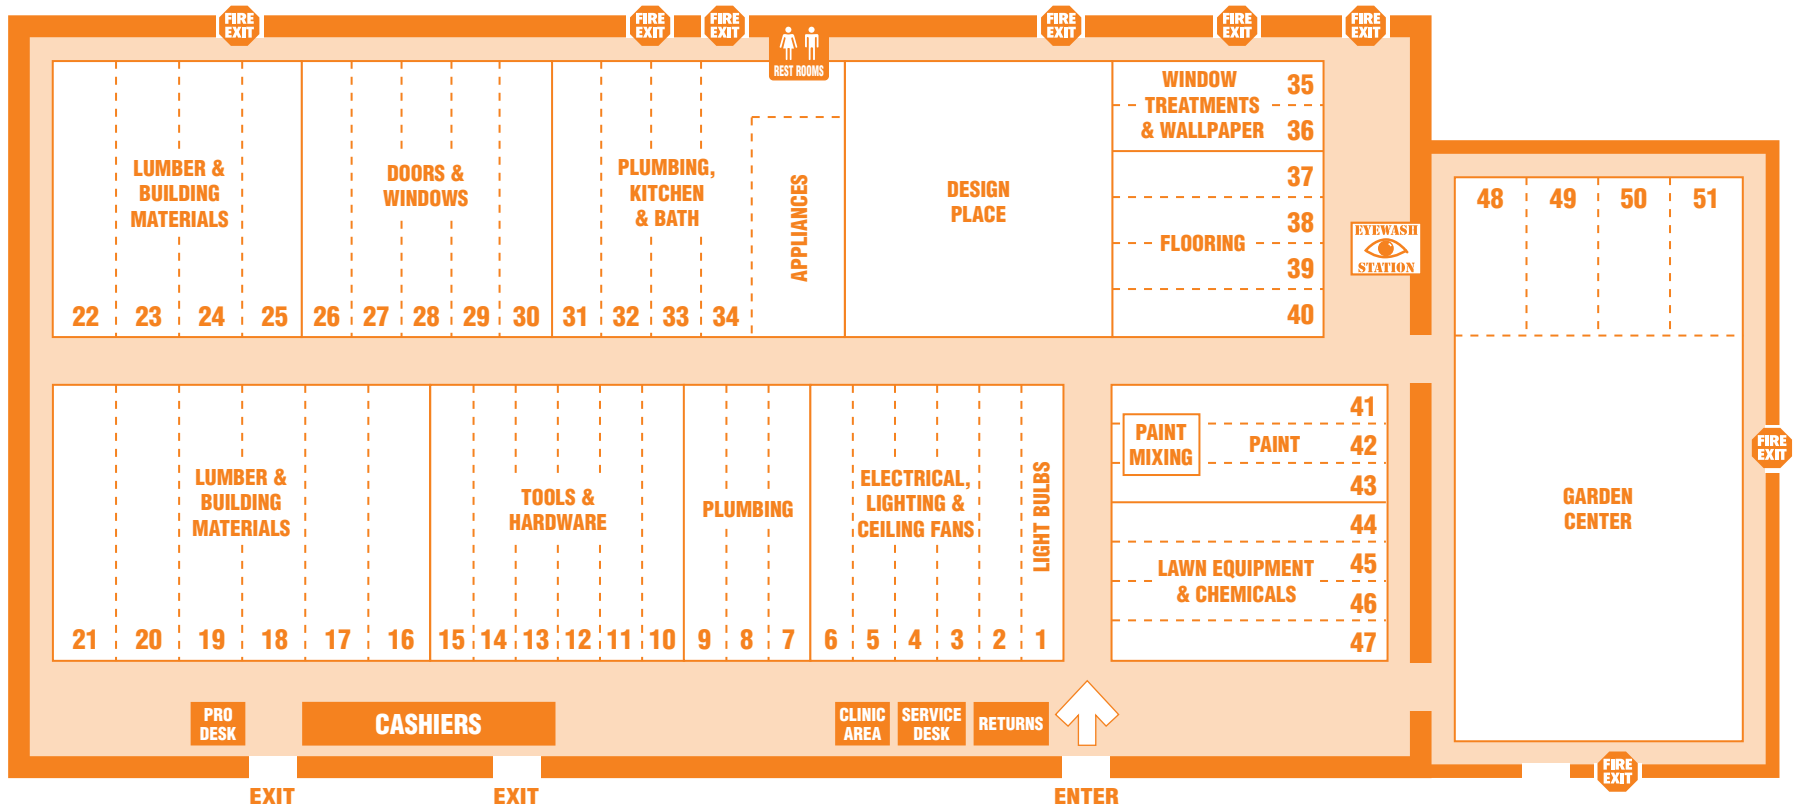 FIRE
EXIT
FIRE
EXIT
FIRE
EXIT
FIRE
EXIT
FIRE
EXIT
FIRE
EXIT
REST ROOMS
LUMBER &
BUILDING
MATERIALS
22 23 24 25
DOORS &
WINDOWS
26 27 28 29 30
PLUMBING,
KITCHEN
& BATH
31 32 33 34
APPLIANCES
DESIGN
PLACE
WINDOW
TREATMENTS
& WALLPAPER
35
36
FLOORING
37
38
39
40
EYEWASH
STATION
48 49 50 51
GARDEN
CENTER
FIRE
EXIT
LUMBER &
BUILDING
MATERIALS
21 20 19 18 17 16
TOOLS &
HARDWARE
15 14 13 12 11 10
PLUMBING
9 8 7
ELECTRICAL,
LIGHTING &
CEILING FANS
LIGHT BULBS
6 5 4 3 2 1
PAINT
MIXING
PAINT
41
42
43
LAWN EQUIPMENT
& CHEMICALS
44
45
46
47
PRO
DESK
CASHIERS
CLINIC
AREA
SERVICE
DESK
RETURNS
EXIT
EXIT
ENTER
FIRE
EXIT